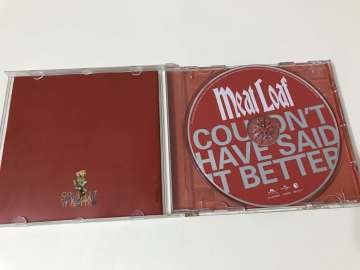 Meat Loaf
COULDN'T
HAVE SAID
IT BETTER